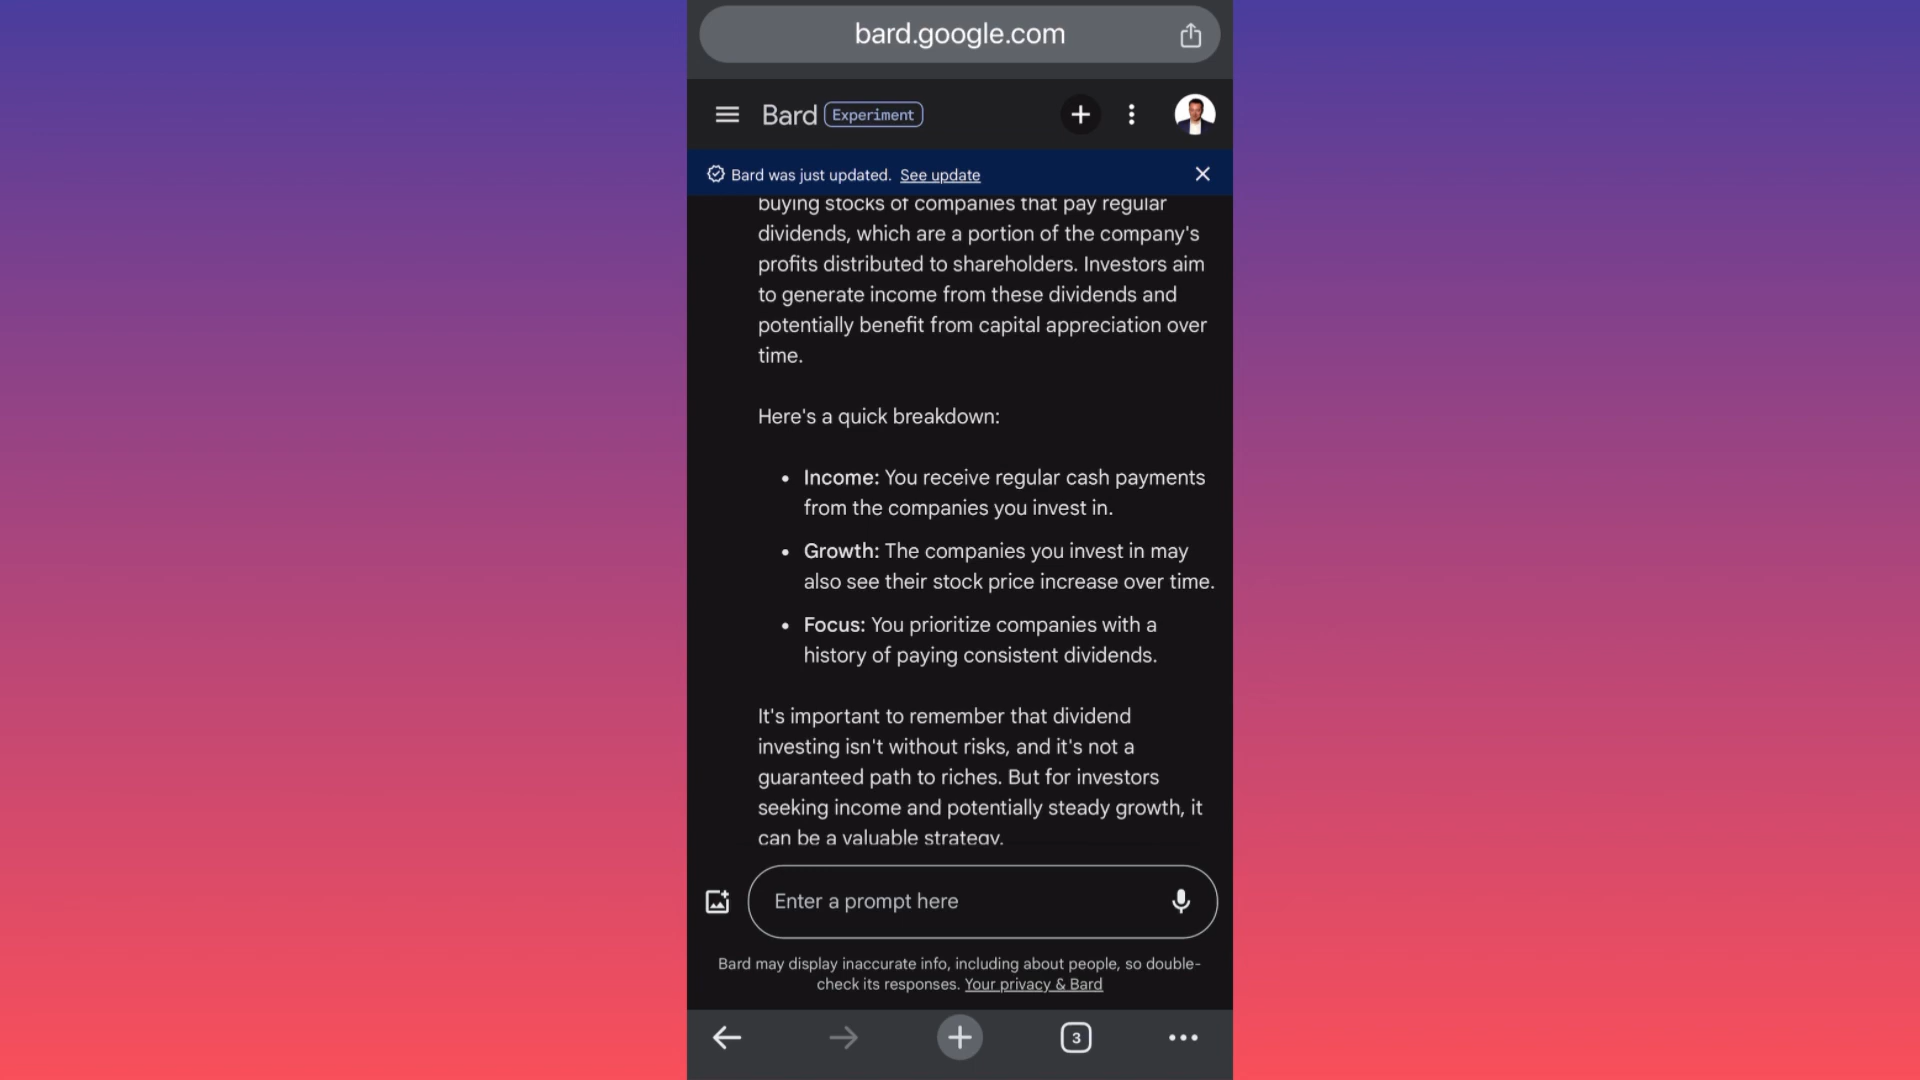 bard.google.com
Bard Experiment
Bard was just updated. See update
buying stocks of companies that pay regular
dividends, which are a portion of the company's
profits distributed to shareholders. Investors aim
to generate income from these dividends and
potentially benefit from capital appreciation over
time.
Here's a quick breakdown:
• Income: You receive regular cash payments
from the companies you invest in.
• Growth: The companies you invest in may
also see their stock price increase over time.
• Focus: You prioritize companies with a
history of paying consistent dividends.
It's important to remember that dividend
investing isn't without risks, and it's not a
guaranteed path to riches. But for investors
seeking income and potentially steady growth, it
can be a valuable strategy.
Enter a prompt here
Bard may display inaccurate info, including about people, so double-
check its responses. Your privacy & Bard
3